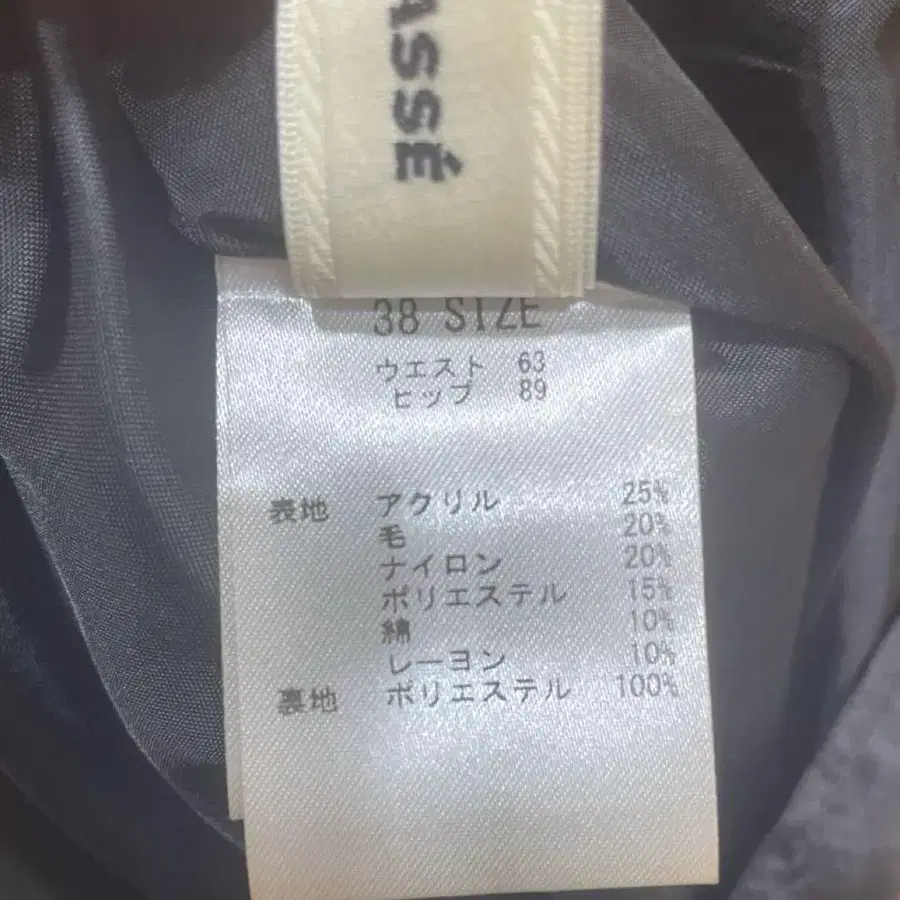 ASSÉ
38 SIZE
ウエスト 63
ヒップ 89
表地 アクリル 25%
毛 20%
ナイロン 20%
ポリエステル 15%
綿 10%
レーヨン 10%
裏地 ポリエステル 100%